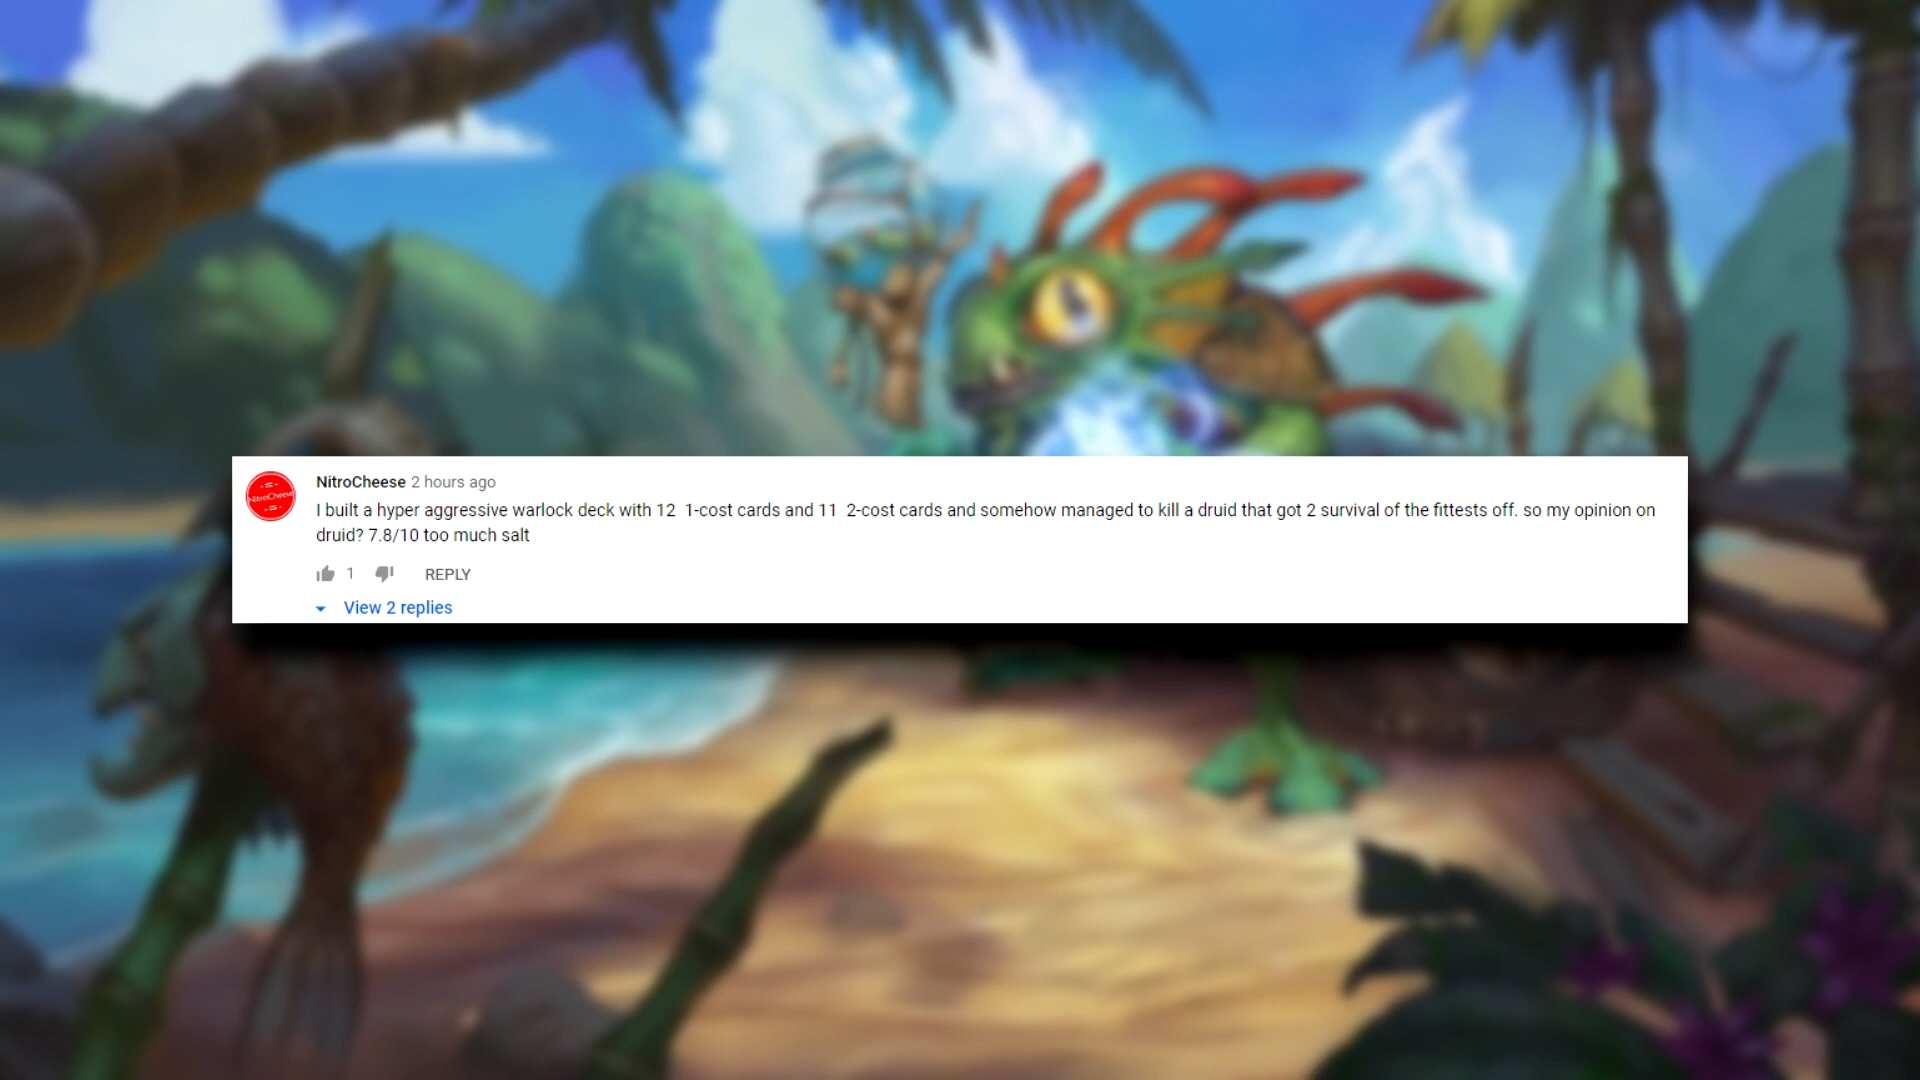 NitroCheese
NitroCheese 2 hours ago
I built a hyper aggressive warlock deck with 12  1-cost cards and 11  2-cost cards and somehow managed to kill a druid that got 2 survival of the fittests off. so my opinion on
druid? 7.8/10 too much salt
1 REPLY
View 2 replies